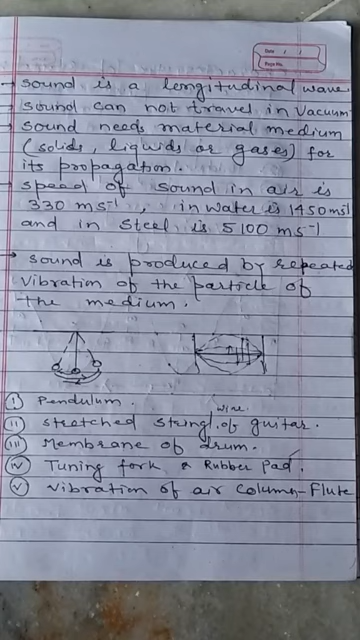 Date / /
Page No.
→ Sound is a longitudinal wave
→ Sound can not travel in Vacuum
→ Sound needs material medium
(solids, liquids or gases) for
its propagation.
→ Speed of sound in air is
330 ms⁻¹, in water is 1450 ms⁻¹
and in steel is 5100 ms⁻¹
→ Sound is produced by repeated
vibration of the particle of
the medium.
(i) Pendulum.
wire
(ii) Stretched string of guitar.
(iii) Membrane of drum.
(iv) Tuning fork & Rubber Pad.
(v) Vibration of air Column-Flute